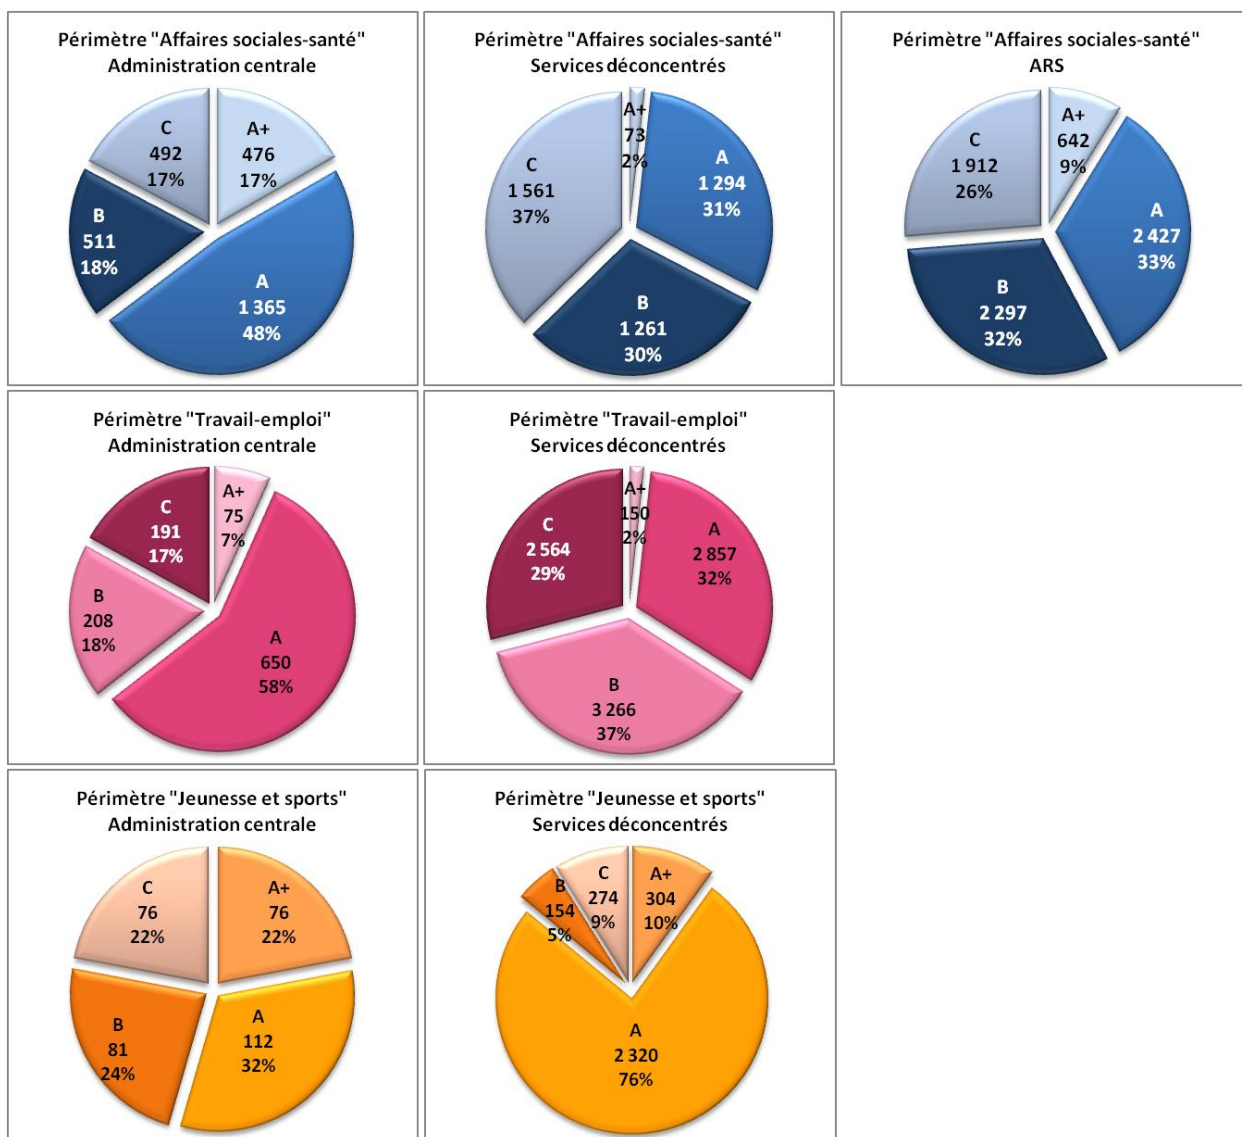 Périmètre "Affaires sociales-santé"
Administration centrale
C
492
17%
A+
476
17%
B
511
18%
A
1 365
48%
Périmètre "Affaires sociales-santé"
Services déconcentrés
A+
73
2%
A
1 294
31%
C
1 561
37%
B
1 261
30%
Périmètre "Affaires sociales-santé"
ARS
A+
642
9%
C
1 912
26%
A
2 427
33%
B
2 297
32%
Périmètre "Travail-emploi"
Administration centrale
A+
75
7%
C
191
17%
B
208
18%
A
650
58%
Périmètre "Travail-emploi"
Services déconcentrés
A+
150
2%
C
2 564
29%
A
2 857
32%
B
3 266
37%
Périmètre "Jeunesse et sports"
Administration centrale
C
76
22%
A+
76
22%
B
81
24%
A
112
32%
Périmètre "Jeunesse et sports"
Services déconcentrés
B
154
5%
C
274
9%
A+
304
10%
A
2 320
76%